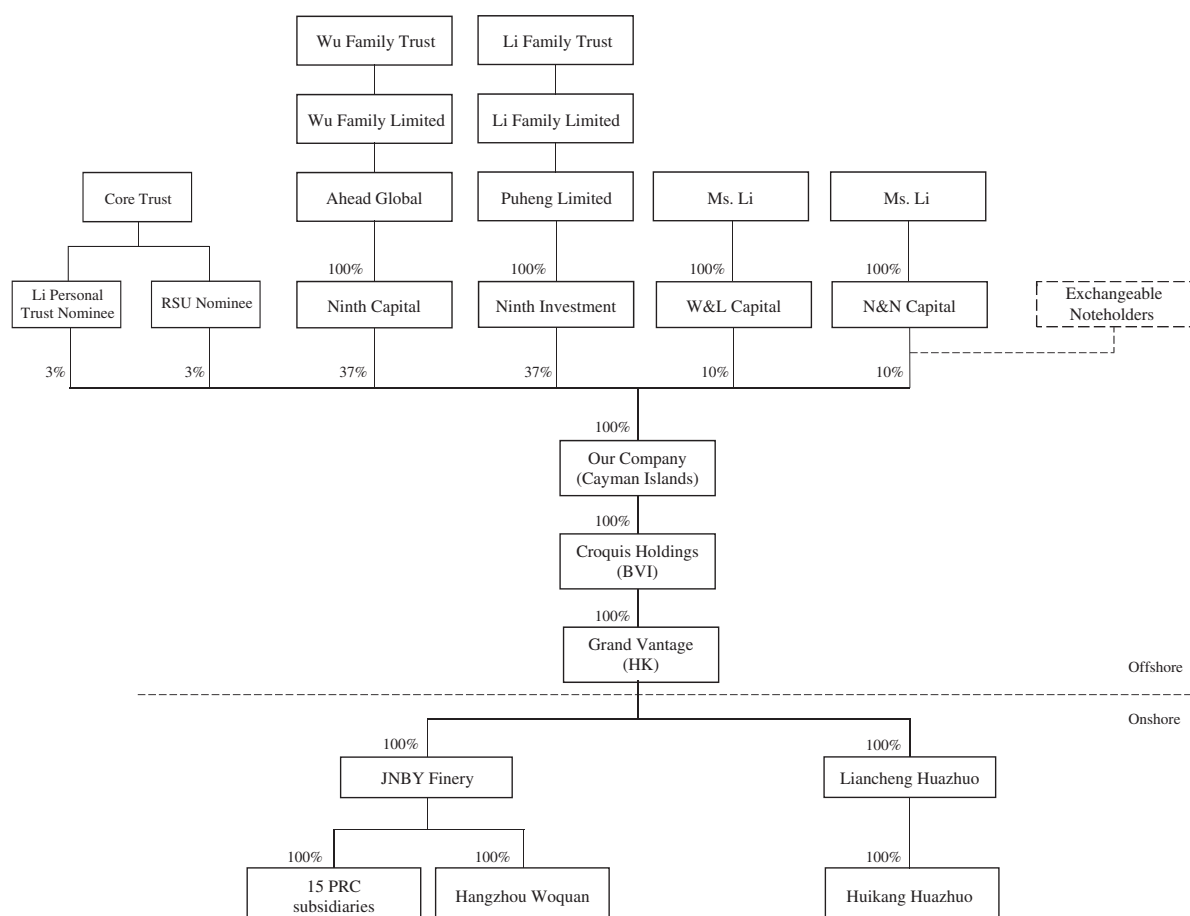 Wu Family Trust
Li Family Trust
Wu Family Limited
Li Family Limited
Core Trust
Ahead Global
Puheng Limited
Ms. Li
Ms. Li
100%
100%
100%
100%
Li Personal
Trust Nominee
RSU Nominee
Ninth Capital
Ninth Investment
W&L Capital
N&N Capital
Exchangeable
Noteholders
3%
3%
37%
37%
10%
10%
100%
Our Company
(Cayman Islands)
100%
Croquis Holdings
(BVI)
100%
Grand Vantage
(HK)
Offshore
Onshore
100%
100%
JNBY Finery
Liancheng Huazhuo
100%
100%
100%
15 PRC
subsidiaries
Hangzhou Woquan
Huikang Huazhuo